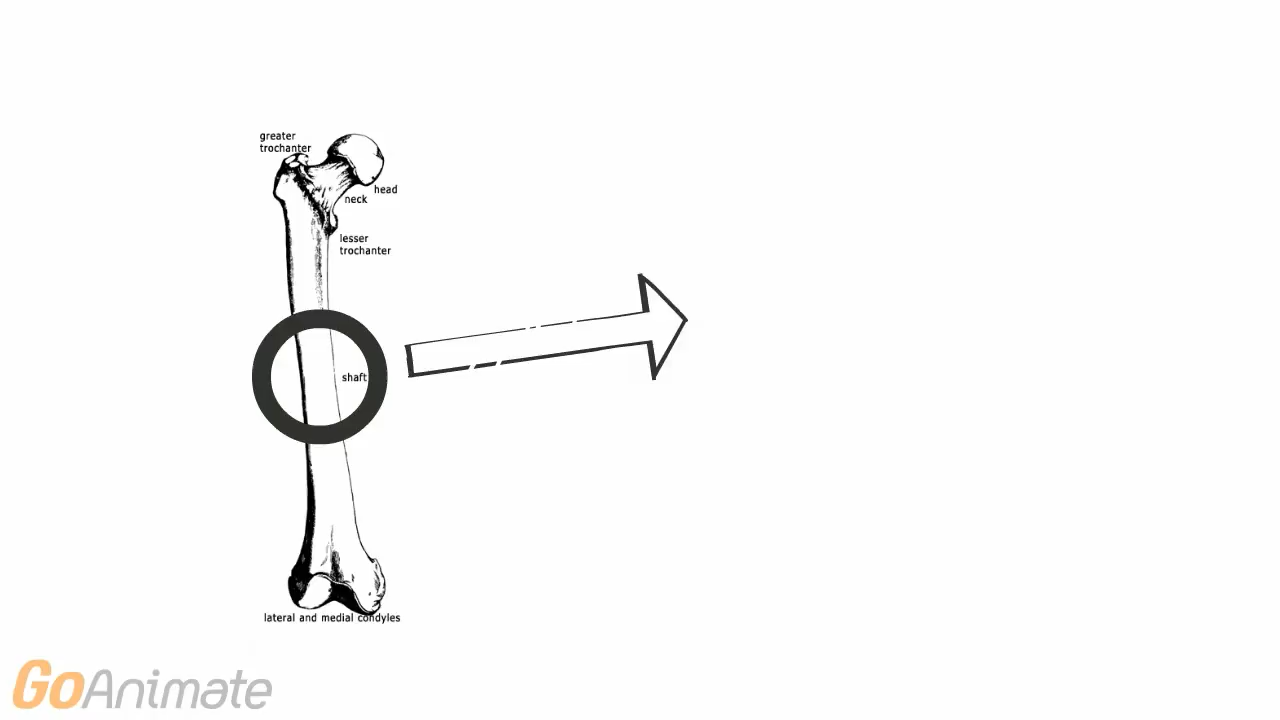 greater
trochanter
head
neck
lesser
trochanter
shaft
lateral and medial condyles
GoAnimate